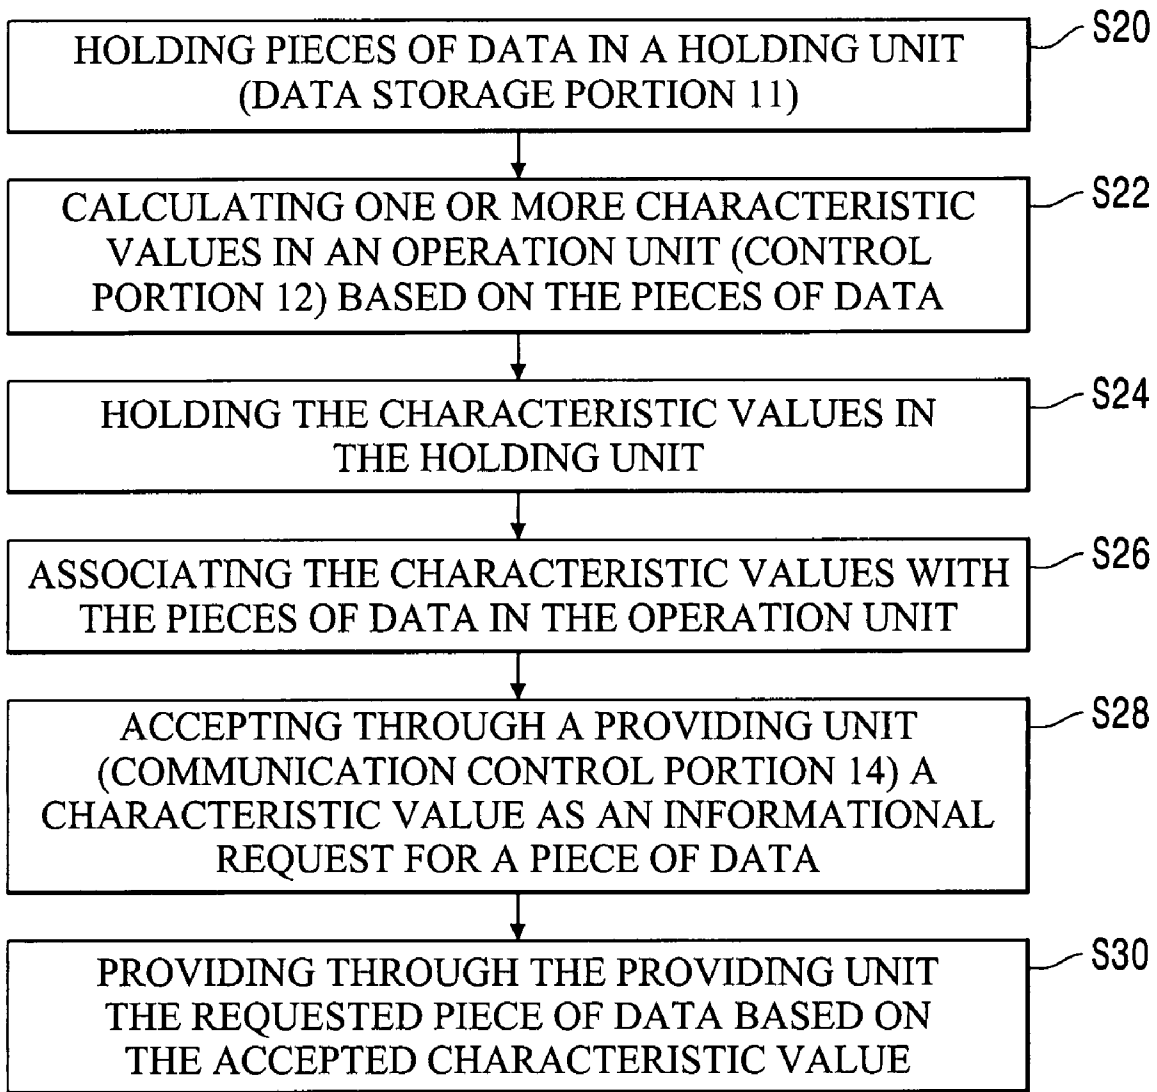 HOLDING PIECES OF DATA IN A HOLDING UNIT
(DATA STORAGE PORTION 11)
S20
CALCULATING ONE OR MORE CHARACTERISTIC
VALUES IN AN OPERATION UNIT (CONTROL
PORTION 12) BASED ON THE PIECES OF DATA
S22
HOLDING THE CHARACTERISTIC VALUES IN
THE HOLDING UNIT
S24
ASSOCIATING THE CHARACTERISTIC VALUES WITH
THE PIECES OF DATA IN THE OPERATION UNIT
S26
ACCEPTING THROUGH A PROVIDING UNIT
(COMMUNICATION CONTROL PORTION 14) A
CHARACTERISTIC VALUE AS AN INFORMATIONAL
REQUEST FOR A PIECE OF DATA
S28
PROVIDING THROUGH THE PROVIDING UNIT
THE REQUESTED PIECE OF DATA BASED ON
THE ACCEPTED CHARACTERISTIC VALUE
S30